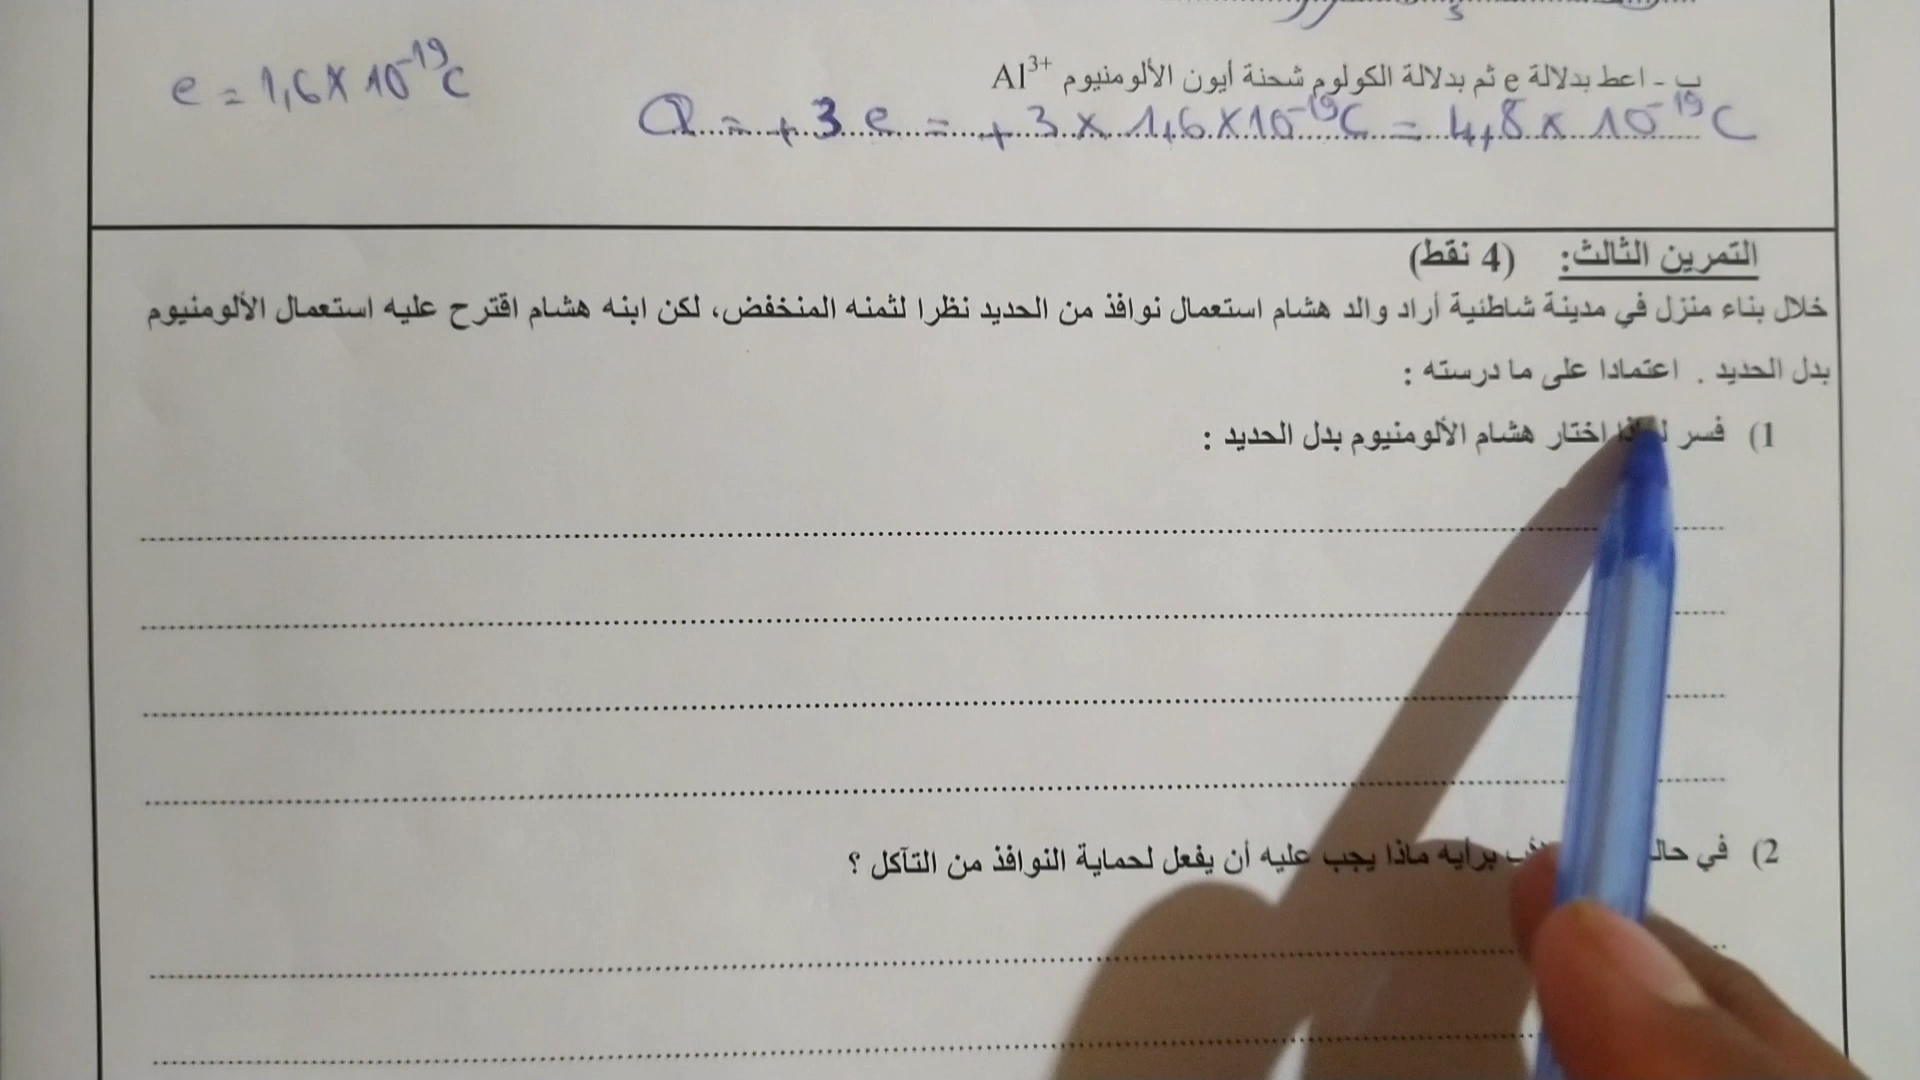 ب - اعط بدلالة e ثم بدلالة الكولوم شحنة أيون الألومنيوم Al³⁺
e = 1,6 × 10⁻¹⁹ C
Q = + 3 e = + 3 × 1,6 × 10⁻¹⁹ C = 4,8 × 10⁻¹⁹ C
التمرين الثالث: (4 نقط)
خلال بناء منزل في مدينة شاطئية أراد والد هشام استعمال نوافذ من الحديد نظرا لثمنه المنخفض، لكن ابنه هشام اقترح عليه استعمال الألومنيوم
بدل الحديد . اعتمادا على ما درسته :
1) فسر اختار هشام الألومنيوم بدل الحديد :
2) في برأيه ماذا يجب عليه أن يفعل لحماية النوافذ من التآكل ؟